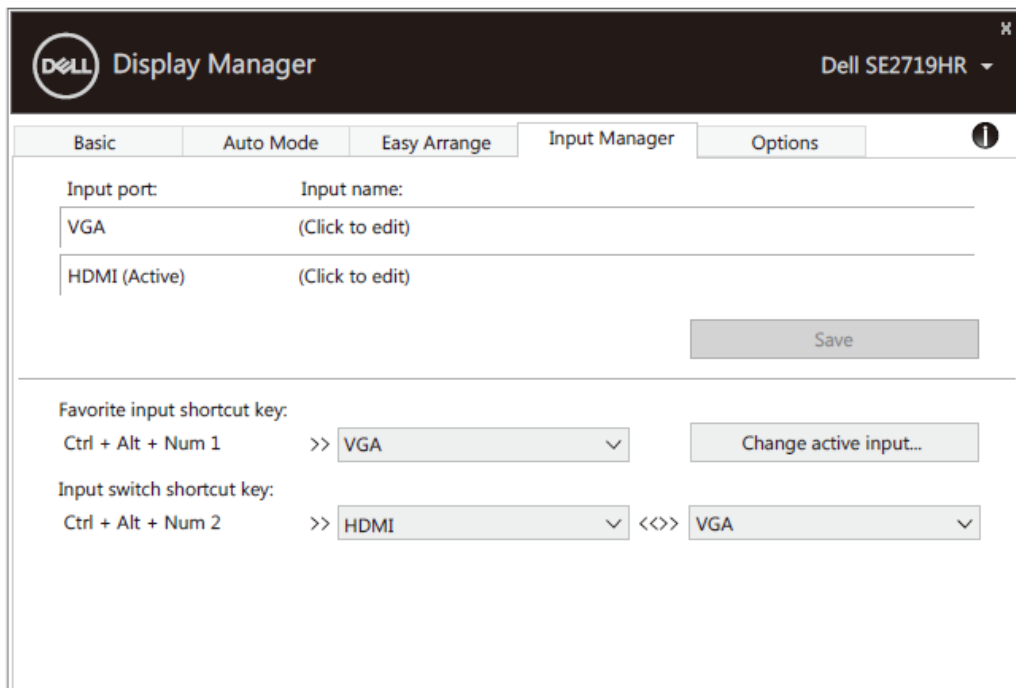 x
DELL Display Manager Dell SE2719HR
Basic Auto Mode Easy Arrange Input Manager Options i
Input port: Input name:
VGA (Click to edit)
HDMI (Active) (Click to edit)
Save
Favorite input shortcut key:
Ctrl + Alt + Num 1 >> VGA Change active input...
Input switch shortcut key:
Ctrl + Alt + Num 2 >> HDMI <<>> VGA